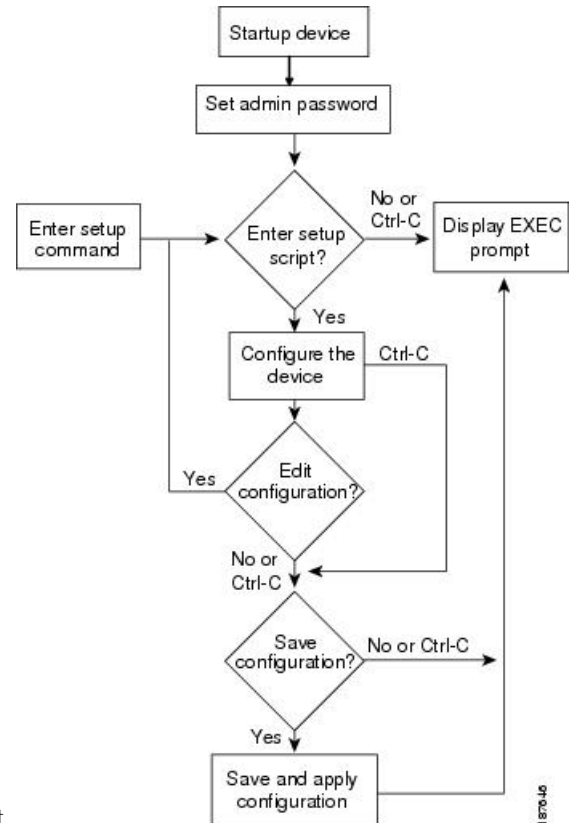 Startup device
Set admin password
No or
Ctrl-C
Enter setup
command
Enter setup
script?
Display EXEC
prompt
Yes
Configure the
device
Ctrl-C
Yes
Edit
configuration?
No or
Ctrl-C
Save
configuration?
No or Ctrl-C
Yes
Save and apply
configuration
187646